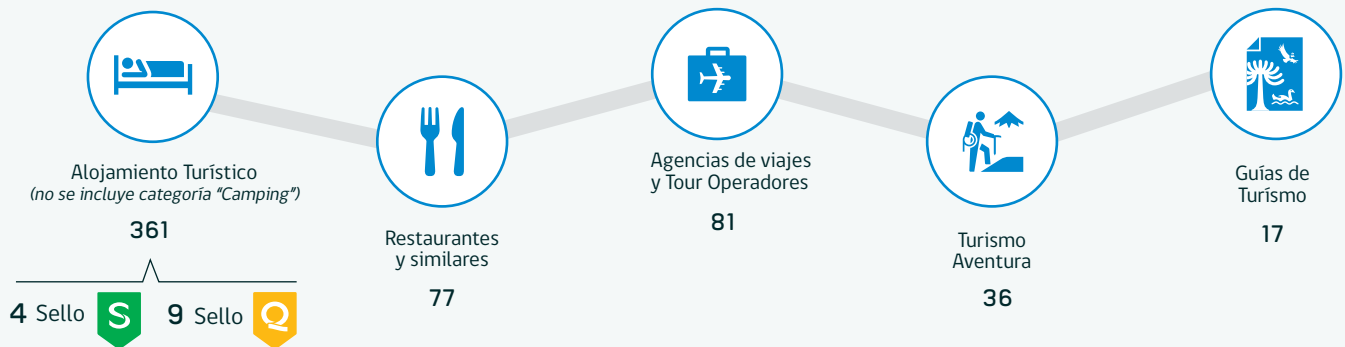 Alojamiento Turístico
(no se incluye categoría "Camping")
361
4 Sello S 9 Sello Q
Restaurantes
y similares
77
Agencias de viajes
y Tour Operadores
81
Turismo
Aventura
36
Guías de
Turísmo
17